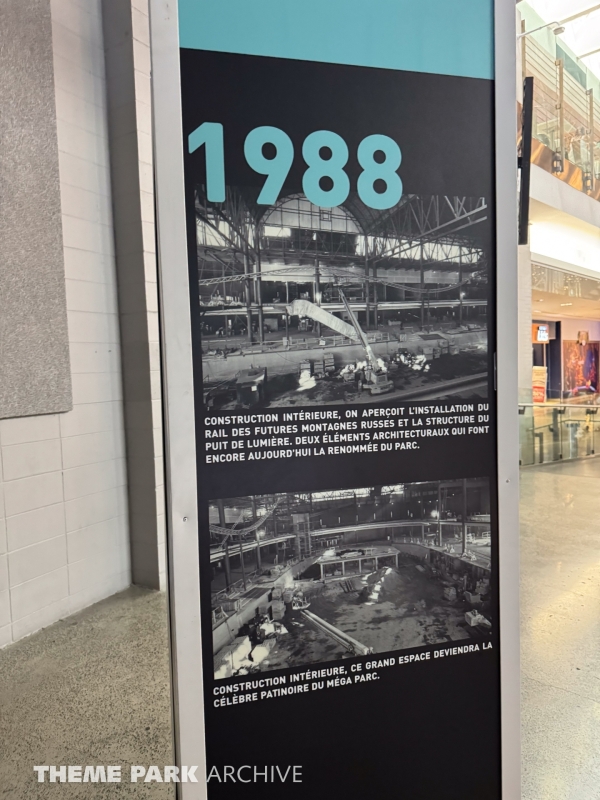 1988
CONSTRUCTION INTÉRIEURE, ON APERÇOIT L'INSTALLATION DU
RAIL DES FUTURES MONTAGNES RUSSES ET LA STRUCTURE DU
PUIT DE LUMIÈRE. DEUX ÉLÉMENTS ARCHITECTURAUX QUI FONT
ENCORE AUJOURD'HUI LA RENOMMÉE DU PARC.
CONSTRUCTION INTÉRIEURE, CE GRAND ESPACE DEVIENDRA LA
CÉLÈBRE PATINOIRE DU MÉGA PARC.
THEME PARK ARCHIVE